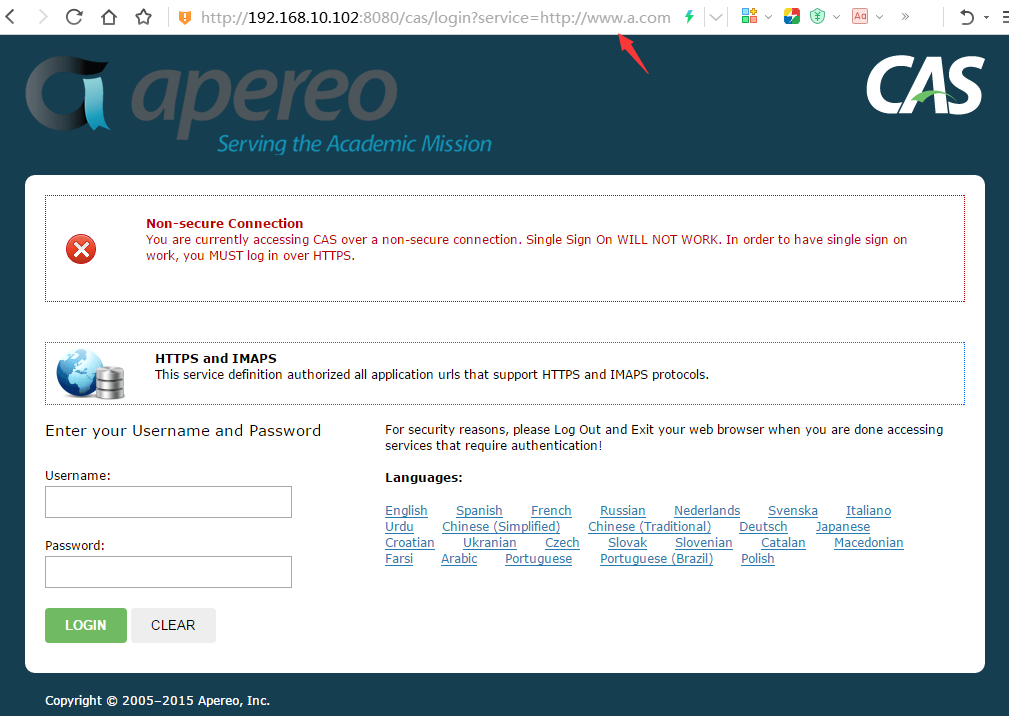 http://192.168.10.102:8080/cas/login?service=http://www.a.com
Aa
apereo
Serving the Academic Mission
CAS
Non-secure Connection
You are currently accessing CAS over a non-secure connection. Single Sign On WILL NOT WORK. In order to have single sign on
work, you MUST log in over HTTPS.
HTTPS and IMAPS
This service definition authorized all application urls that support HTTPS and IMAPS protocols.
Enter your Username and Password
Username:
Password:
LOGIN CLEAR
For security reasons, please Log Out and Exit your web browser when you are done accessing
services that require authentication!
Languages:
English Spanish French Russian Nederlands Svenska Italiano
Urdu Chinese (Simplified) Chinese (Traditional) Deutsch Japanese
Croatian Ukranian Czech Slovak Slovenian Catalan Macedonian
Farsi Arabic Portuguese Portuguese (Brazil) Polish
Copyright © 2005–2015 Apereo, Inc.